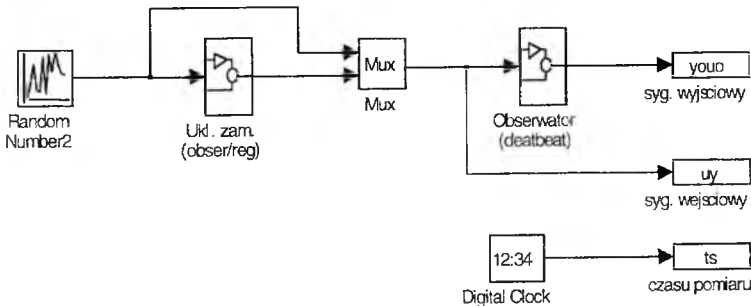 Random
Number2
Ukl. zam.
(obser/reg)
Mux
Mux
Obserwator
(deatbeat)
youo
syg. wyjsciowy
uy
syg. wejsciowy
12:34
Digital Clock
ts
czasu pomiaru